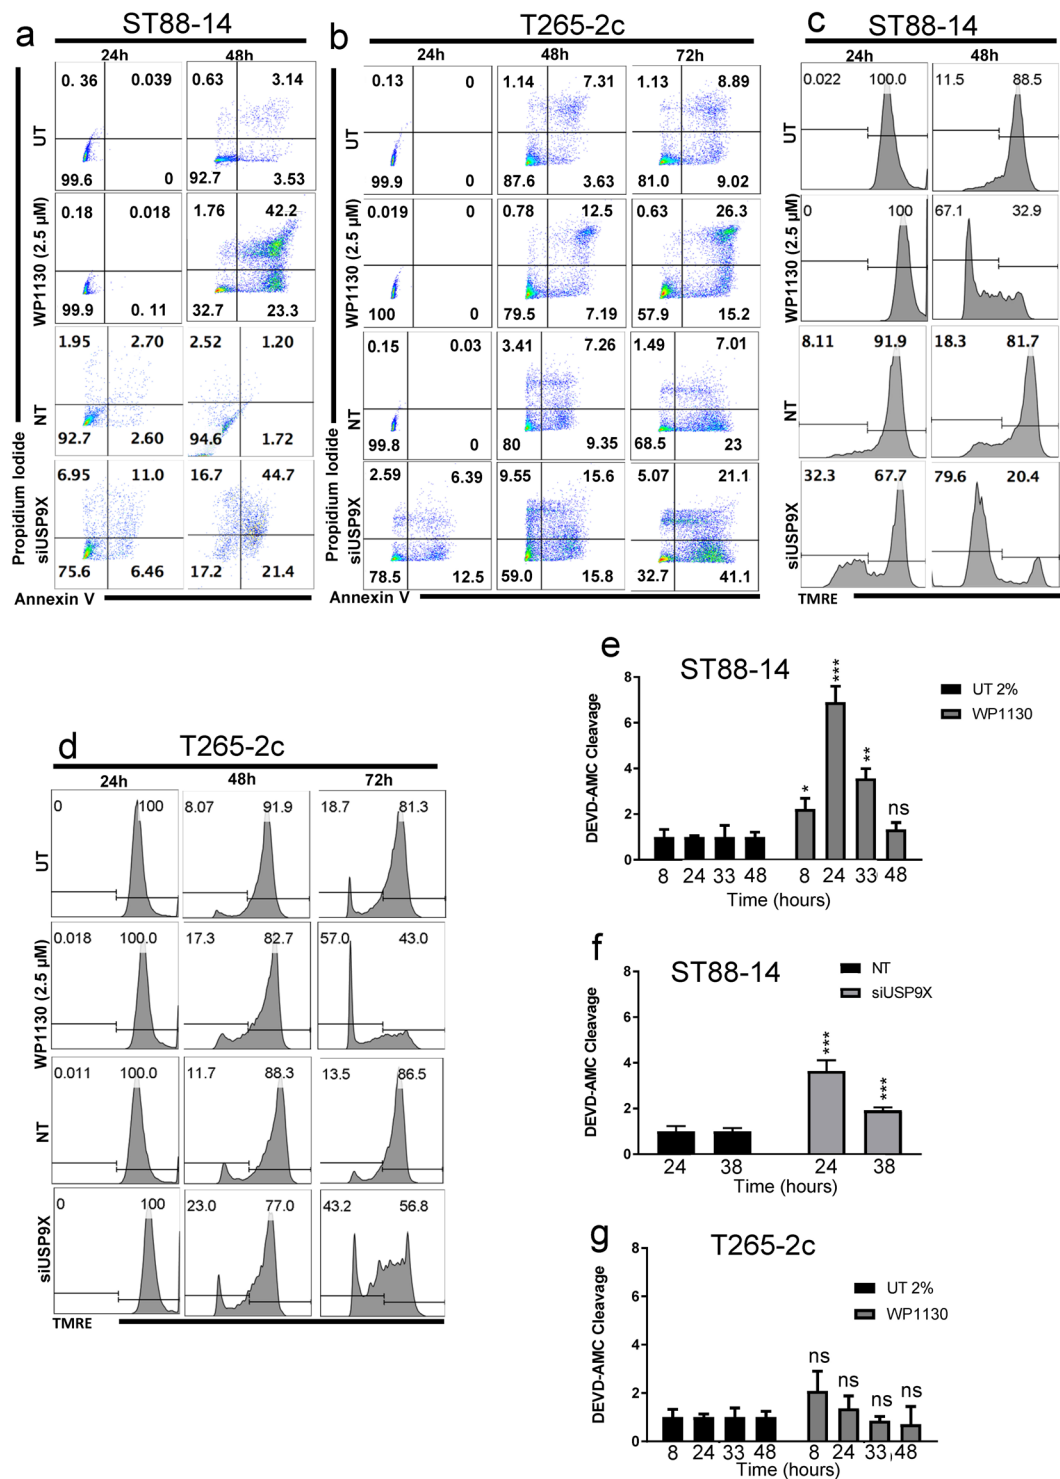 a
ST88-14
24h 48h
Propidium Iodide
UT
0. 36 0.039 0.63 3.14
99.6 0 92.7 3.53
WP1130 (2.5 µM)
0.18 0.018 1.76 42.2
99.9 0. 11 32.7 23.3
NT
1.95 2.70 2.52 1.20
92.7 2.60 94.6 1.72
siUSP9X
6.95 11.0 16.7 44.7
75.6 6.46 17.2 21.4
Annexin V
b
T265-2c
24h 48h 72h
Propidium Iodide
UT
0.13 0 1.14 7.31 1.13 8.89
99.9 0 87.6 3.63 81.0 9.02
WP1130 (2.5 µM)
0.019 0 0.78 12.5 0.63 26.3
100 0 79.5 7.19 57.9 15.2
NT
0.15 0.03 3.41 7.26 1.49 7.01
99.8 0 80 9.35 68.5 23
siUSP9X
2.59 6.39 9.55 15.6 5.07 21.1
78.5 12.5 59.0 15.8 32.7 41.1
Annexin V
c
ST88-14
24h 48h
UT
0.022 100.0 11.5 88.5
WP1130 (2.5 µM)
0 100 67.1 32.9
NT
8.11 91.9 18.3 81.7
siUSP9X
32.3 67.7 79.6 20.4
TMRE
d
T265-2c
24h 48h 72h
UT
0 100 8.07 91.9 18.7 81.3
WP1130 (2.5 µM)
0.018 100.0 17.3 82.7 57.0 43.0
NT
0.011 100.0 11.7 88.3 13.5 86.5
siUSP9X
0 100 23.0 77.0 43.2 56.8
TMRE
e
ST88-14
UT 2%
WP1130
DEVD-AMC Cleavage
8
6
4
2
0
* *** ** ns
8 24 33 48 8 24 33 48
Time (hours)
f
ST88-14
NT
siUSP9X
DEVD-AMC Cleavage
8
6
4
2
0
*** ***
24 38 24 38
Time (hours)
g
T265-2c
UT 2%
WP1130
DEVD-AMC Cleavage
8
6
4
2
0
ns ns ns ns
8 24 33 48 8 24 33 48
Time (hours)